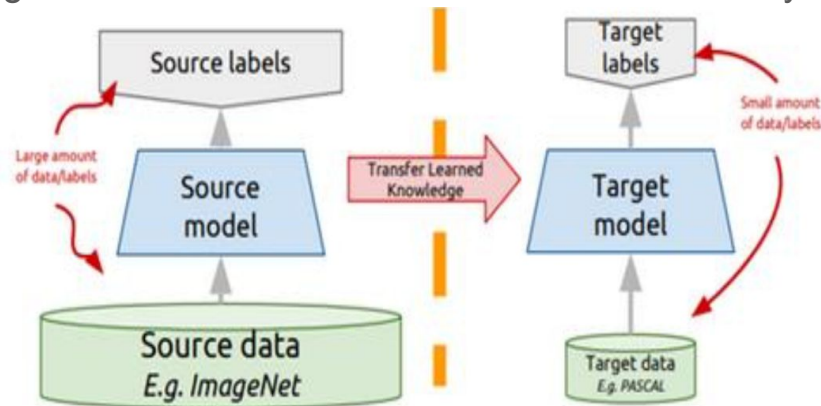 Source labels
Large amount
of data/labels
Source
model
Source data
E.g. ImageNet
Transfer Learned
Knowledge
Target
labels
Small amount
of data/labels
Target
model
Target data
E.g. PASCAL